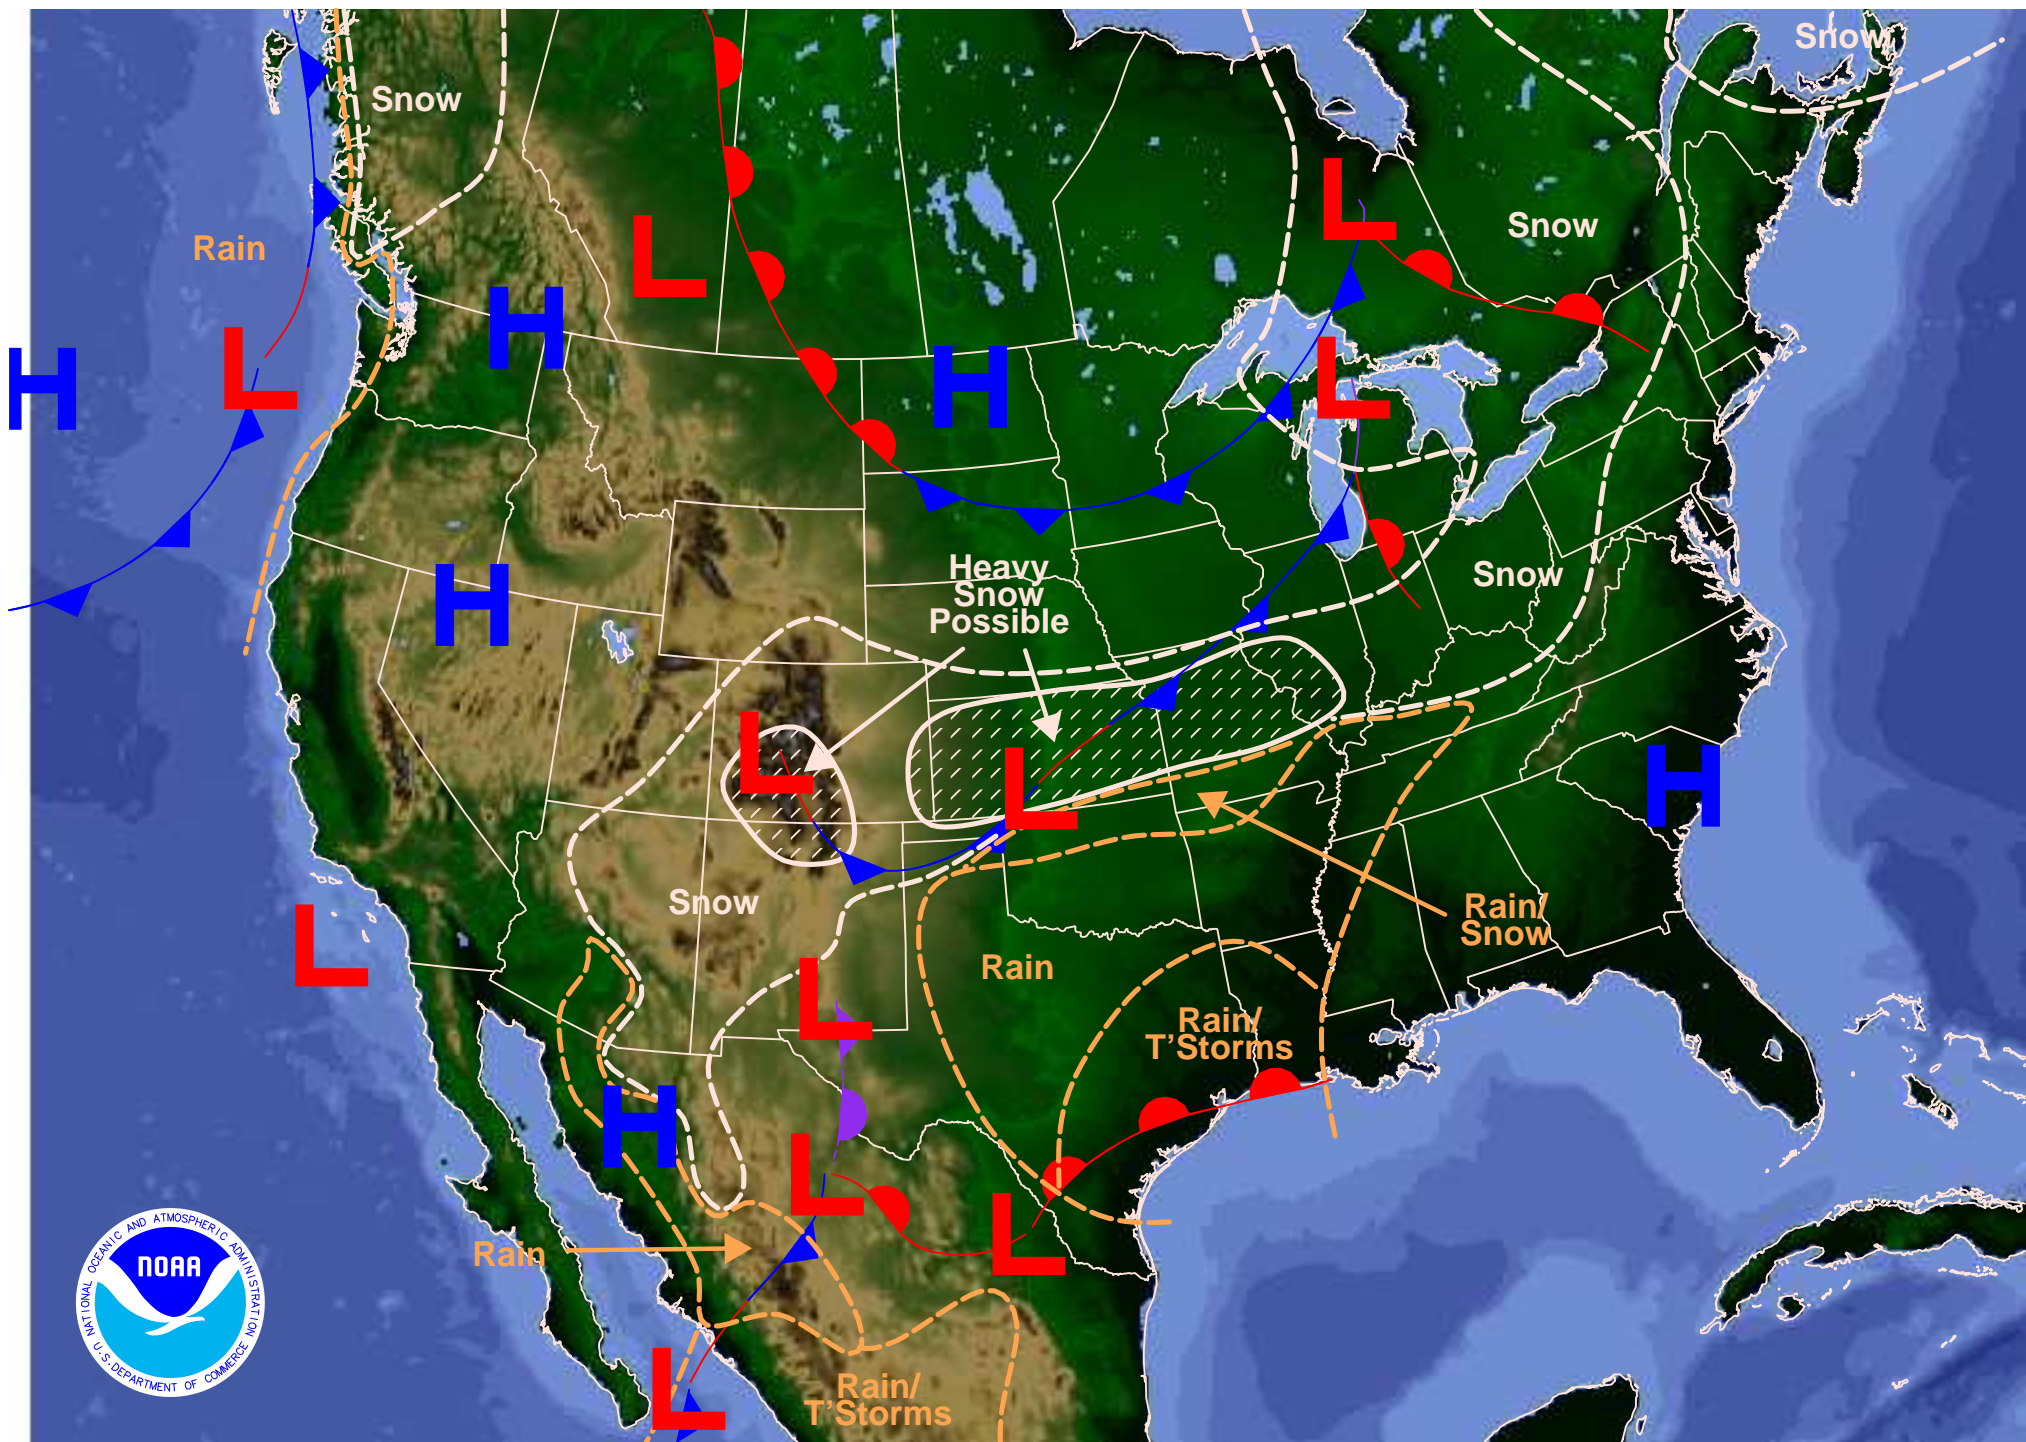 Snow
Snow
Rain
Snow
L
L
H
H
L
H
L
H
Heavy
Snow
Possible
Snow
H
L
L
H
Snow
Rain/
Snow
L
Rain
L
Rain/
T'Storms
H
L
L
Rain
L
Rain/
T'Storms
NATIONAL OCEANIC AND ATMOSPHERIC ADMINISTRATION
NOAA
U.S. DEPARTMENT OF COMMERCE